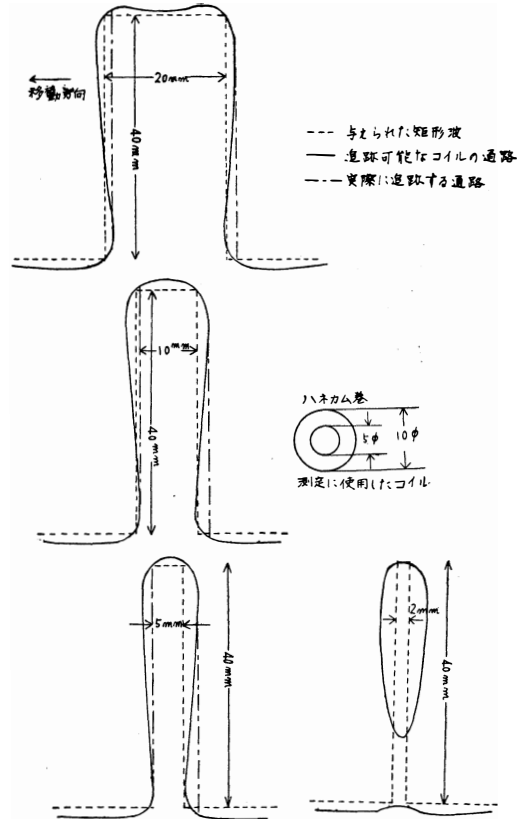 20mm
移動方向
40mm
与えられた矩形波
追跡可能なコイルの通路
実際に追跡する通路
10mm
40mm
ハネカム巻
5φ
10φ
測定に使用したコイル
5mm
40mm
2mm
40mm